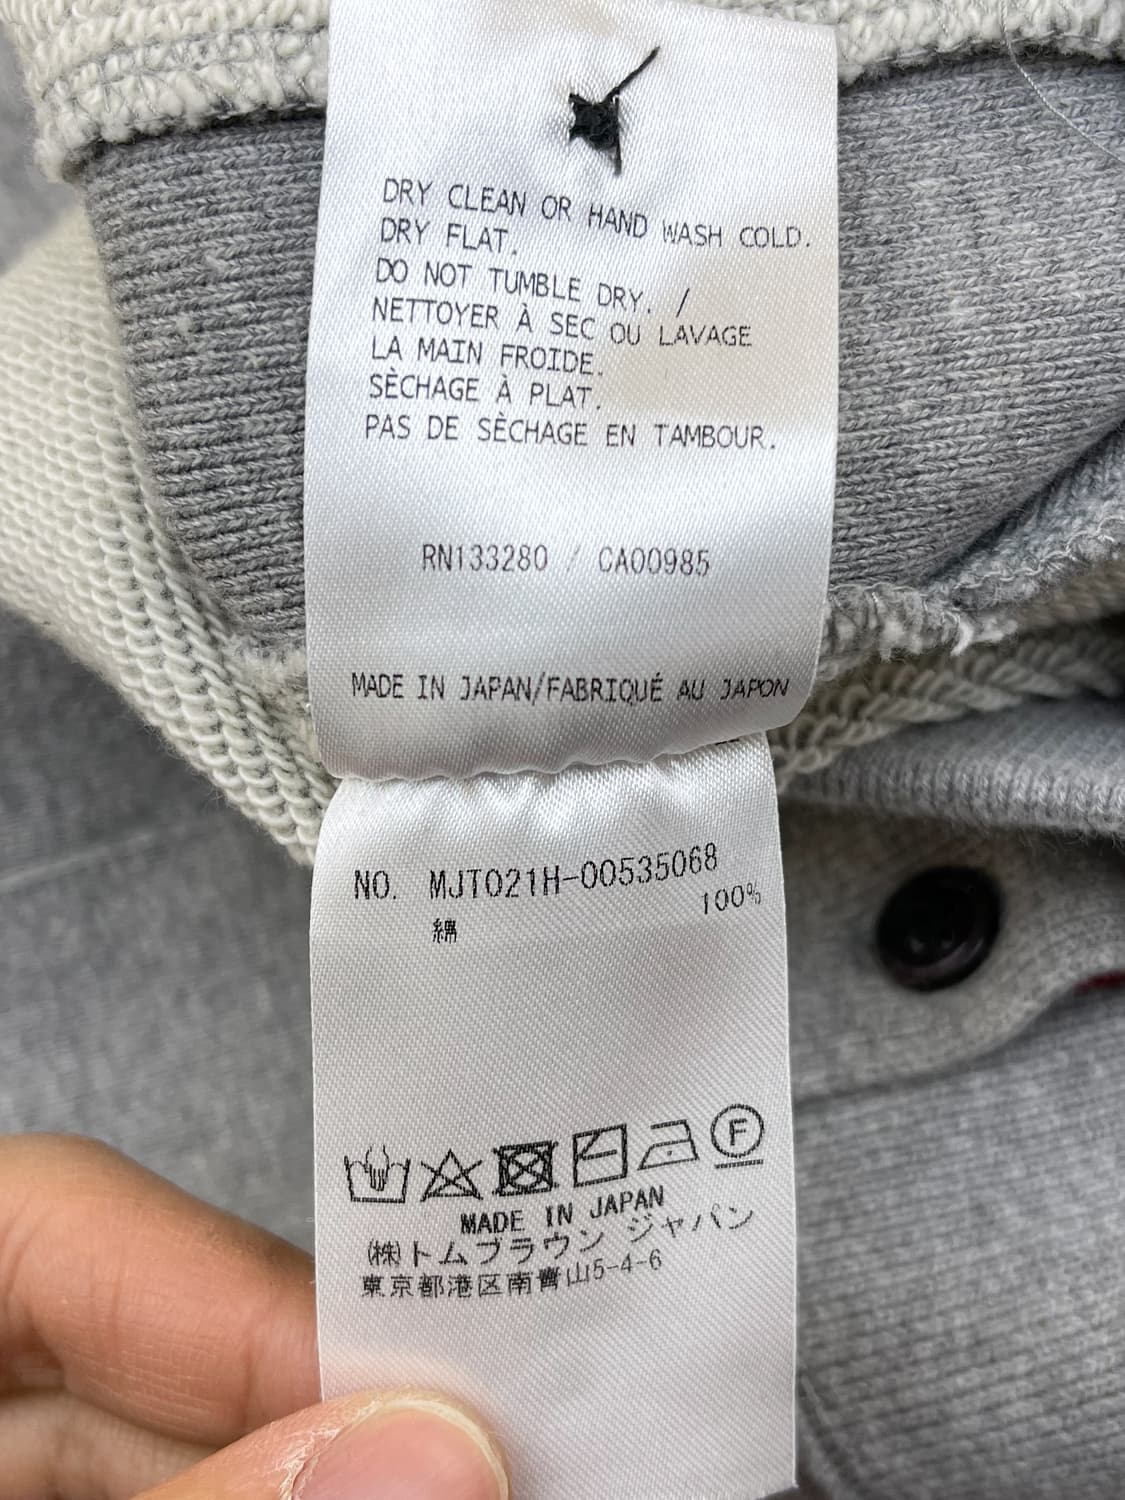 DRY CLEAN OR HAND WASH COLD.
DRY FLAT.
DO NOT TUMBLE DRY. /
NETTOYER À SEC OU LAVAGE
LA MAIN FROIDE.
SÈCHAGE À PLAT.
PAS DE SÈCHAGE EN TAMBOUR.
RN133280 / CA00985
MADE IN JAPAN/FABRIQUÉ AU JAPON
NO. MJT021H-00535068
綿 100%
F
MADE IN JAPAN
(株)トムブラウン ジャパン
東京都港区南青山5-4-6